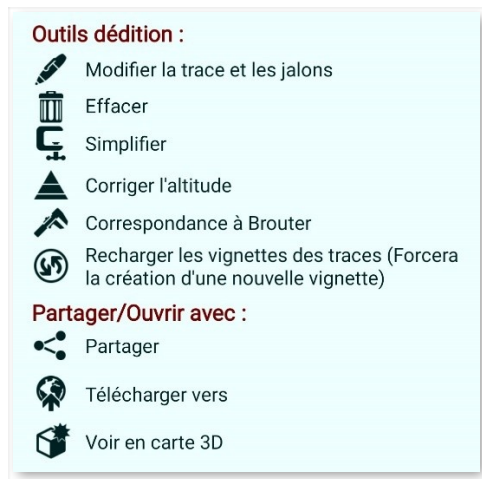 Outils dédition :
Modifier la trace et les jalons
Effacer
Simplifier
Corriger l'altitude
Correspondance à Brouter
Recharger les vignettes des traces (Forcera
la création d'une nouvelle vignette)
Partager/Ouvrir avec :
Partager
Télécharger vers
Voir en carte 3D